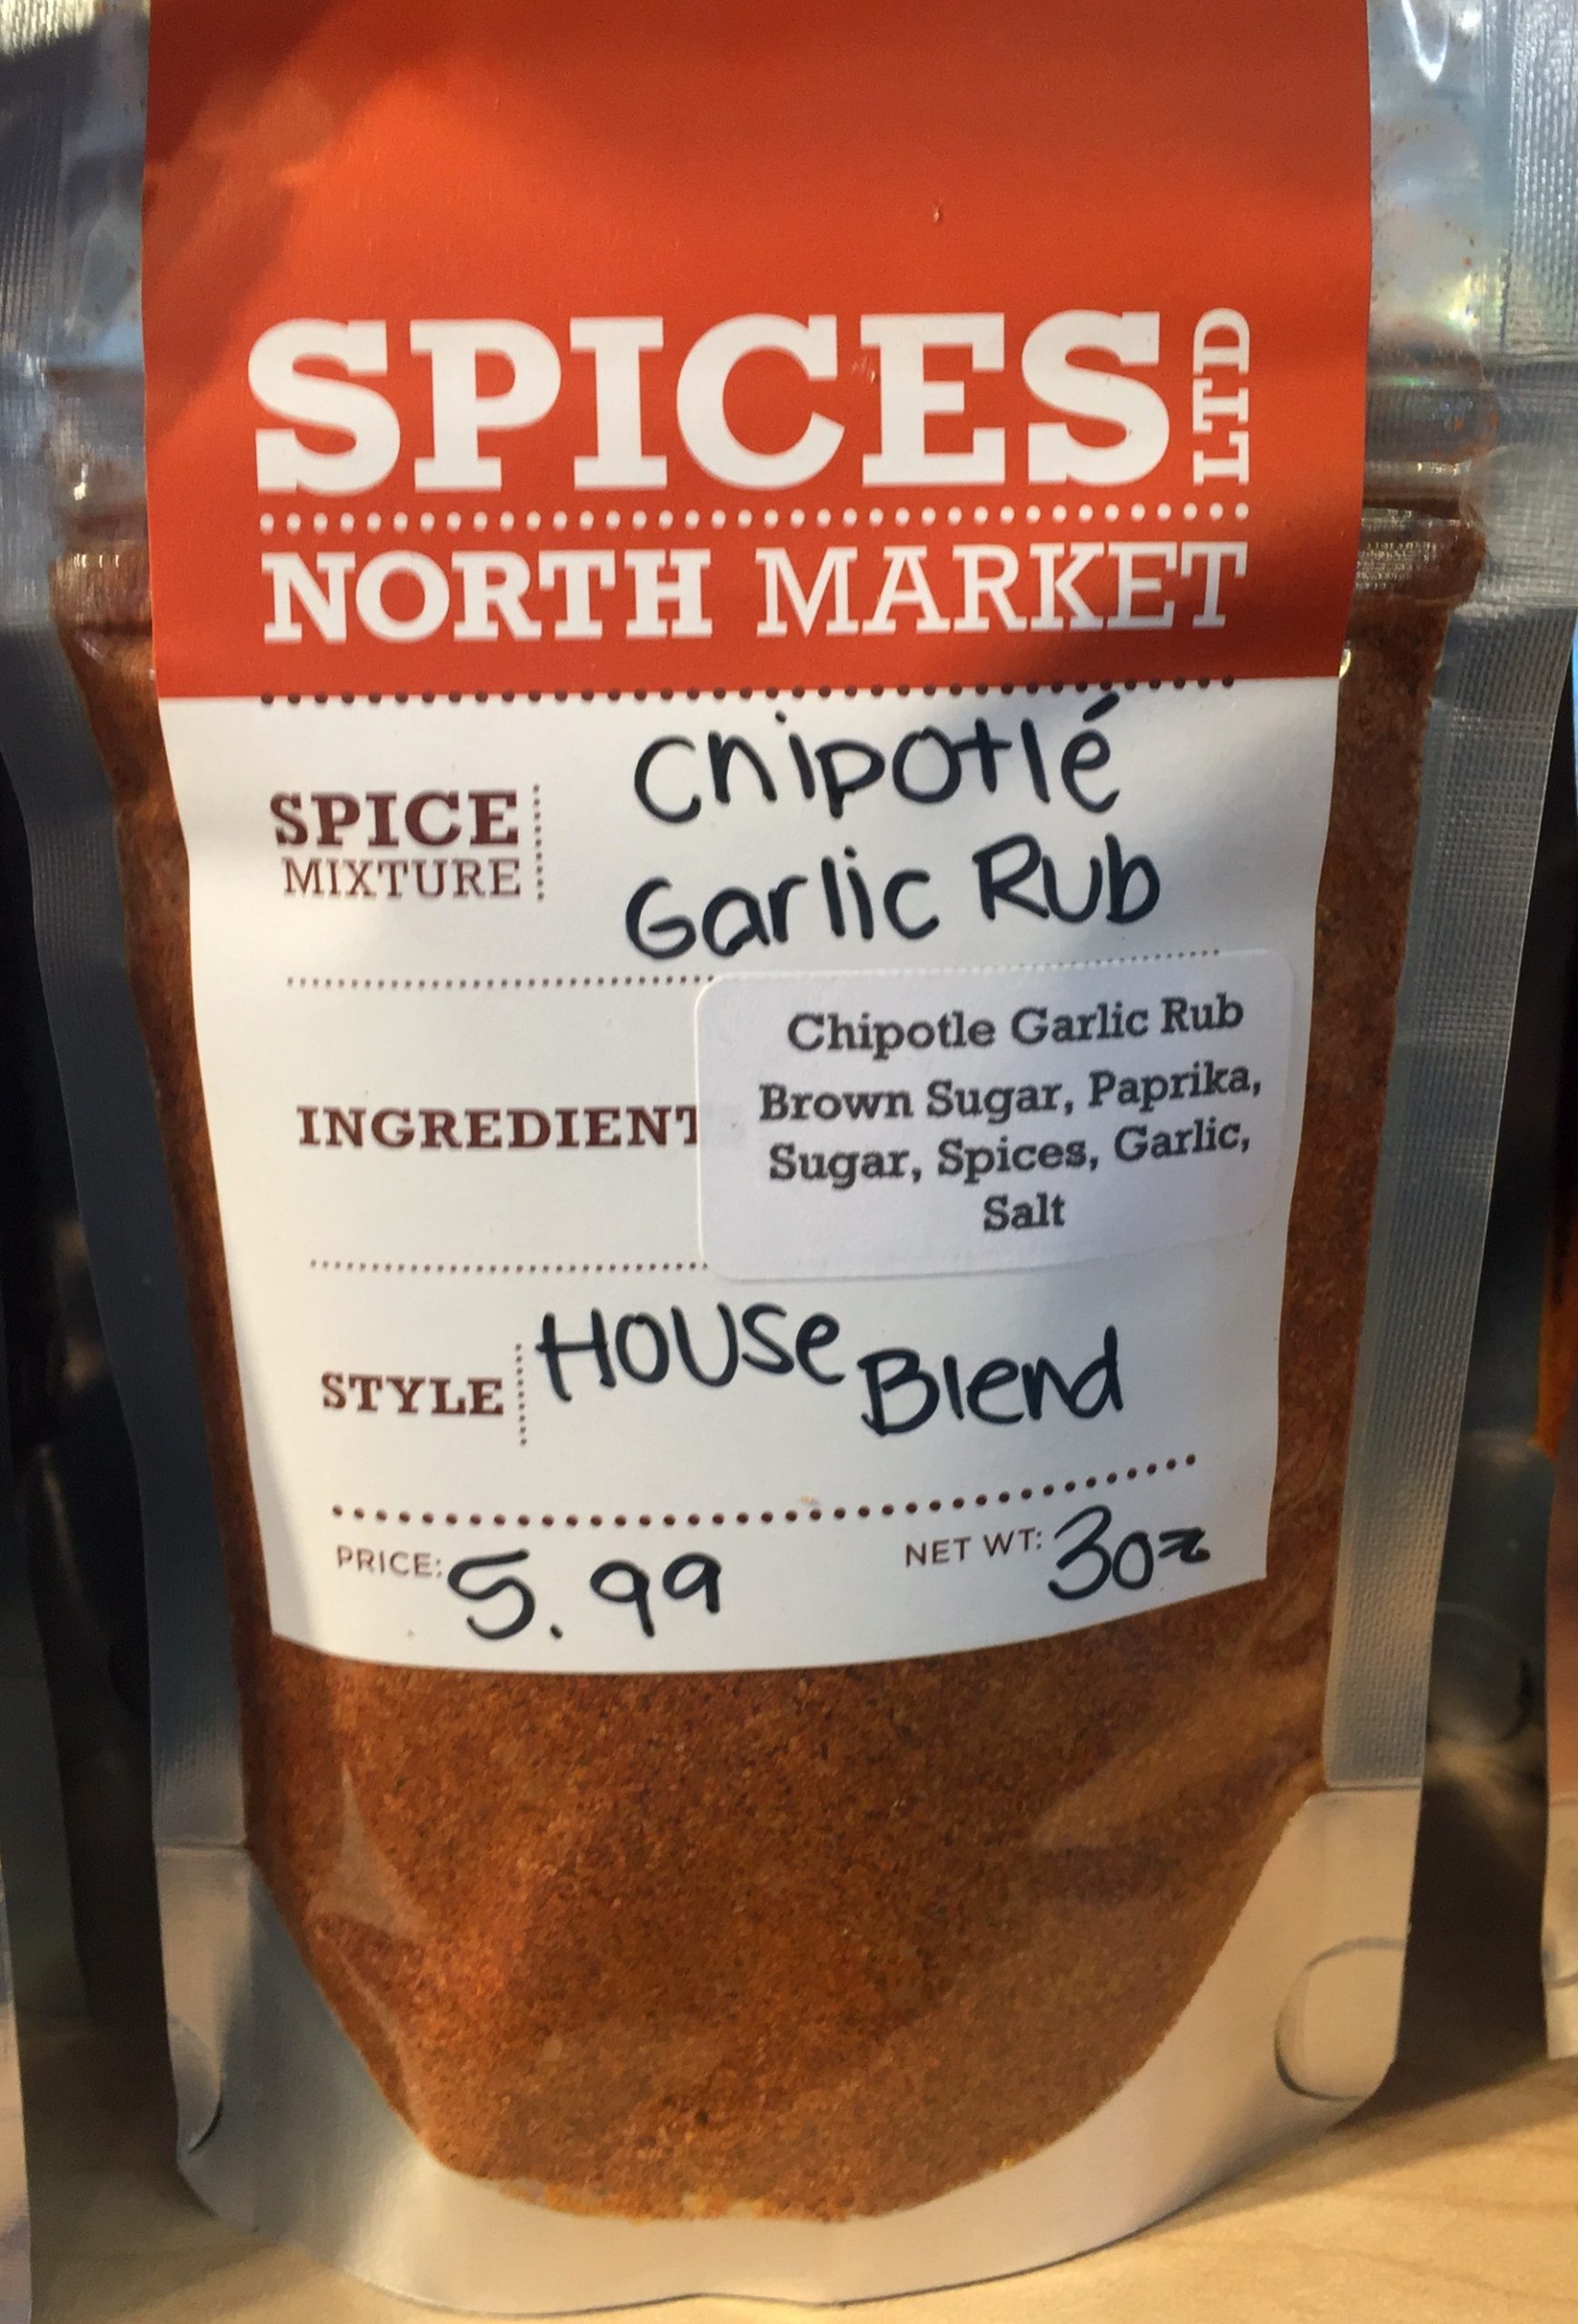 SPICES LTD
NORTH MARKET
SPICE
MIXTURE
Chipotlé
Garlic Rub
INGREDIENT
Chipotle Garlic Rub
Brown Sugar, Paprika,
Sugar, Spices, Garlic,
Salt
STYLE House Blend
PRICE: 5.99 NET WT: 3oz